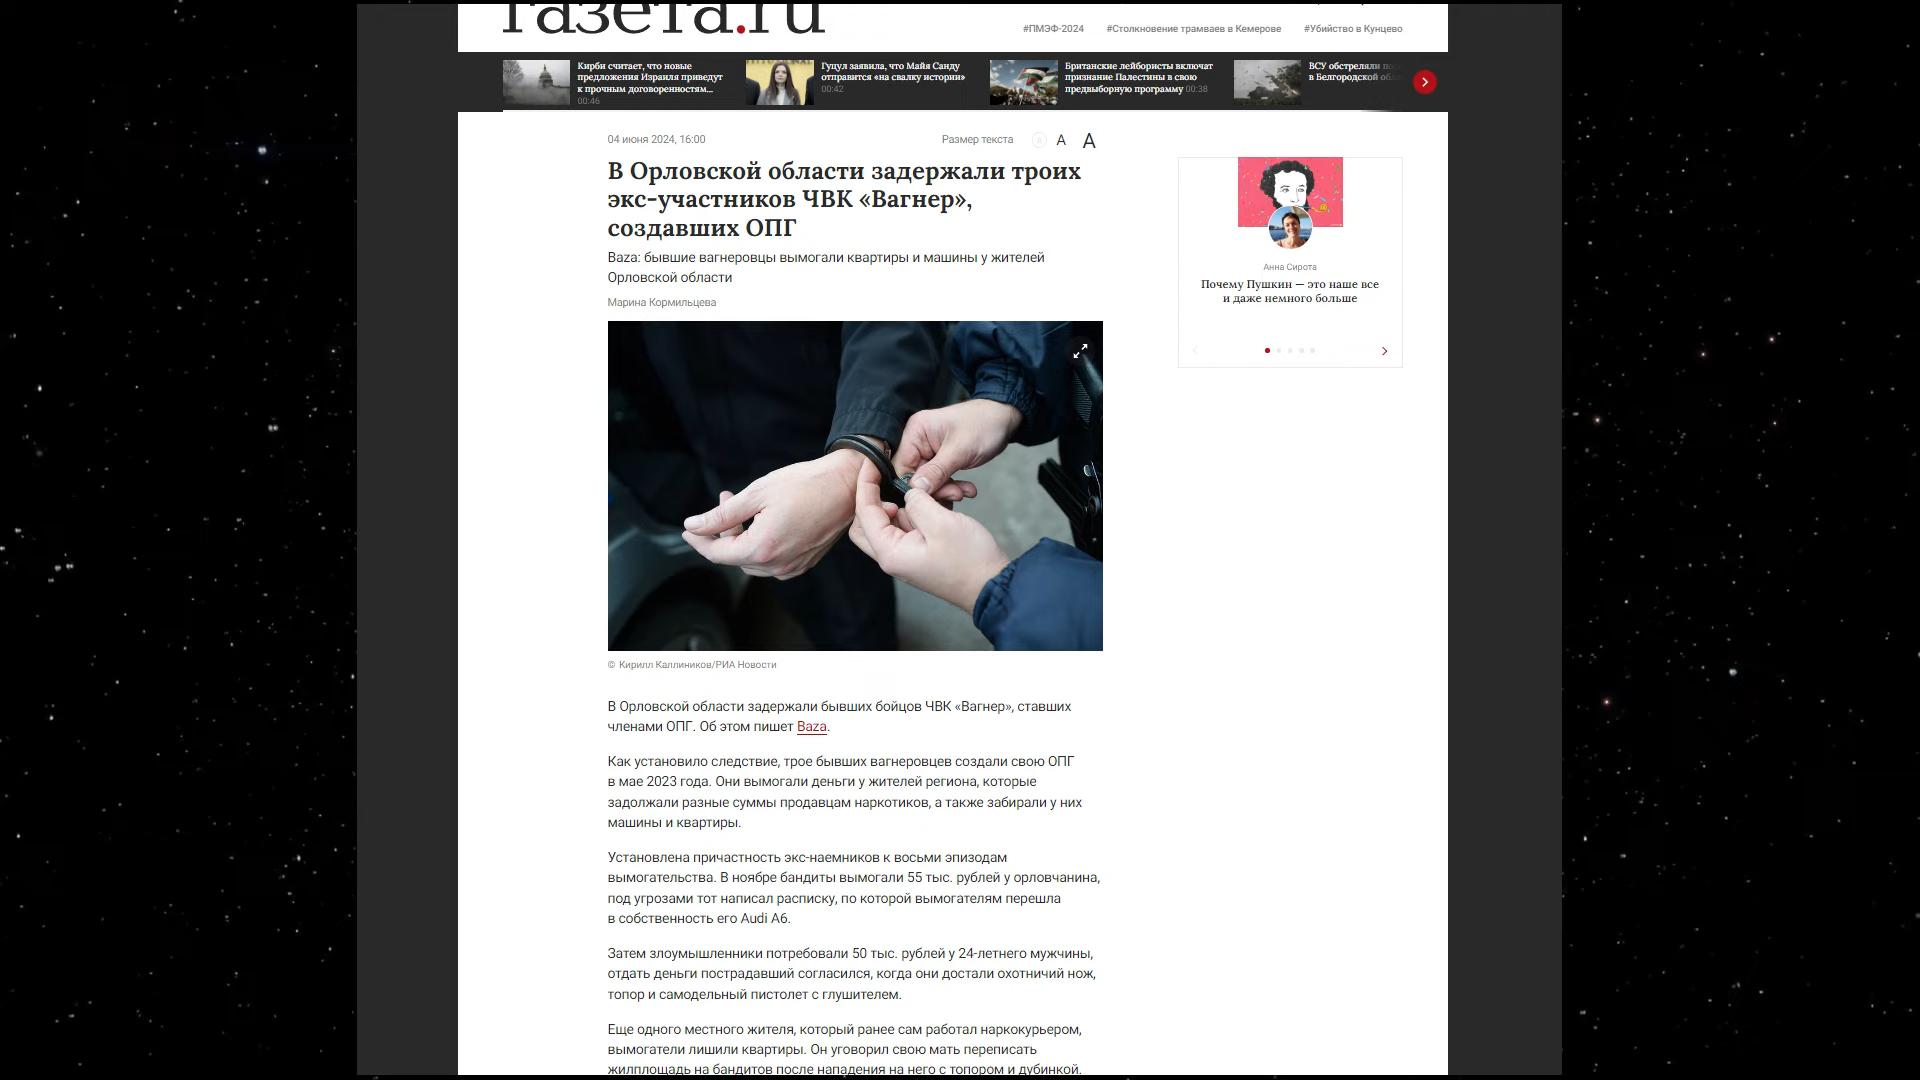 газета.ru
#ПМЭФ-2024 #Столкновение трамваев в Кемерове #Убийство в Кунцево
Кирби считает, что новые
предложения Израиля приведут
к прочным договоренностям...
00:46
Гуцул заявила, что Майя Санду
отправится «на свалку истории»
00:42
Британские лейбористы включат
признание Палестины в свою
предвыборную программу 00:38
ВСУ обстреляли
в Белгородской
04 июня 2024, 16:00
Размер текста А А А
В Орловской области задержали троих
экс-участников ЧВК «Вагнер»,
создавших ОПГ
Baza: бывшие вагнеровцы вымогали квартиры и машины у жителей
Орловской области
Марина Кормильцева
© Кирилл Каллиников/РИА Новости
В Орловской области задержали бывших бойцов ЧВК «Вагнер», ставших
членами ОПГ. Об этом пишет Baza.
Как установило следствие, трое бывших вагнеровцев создали свою ОПГ
в мае 2023 года. Они вымогали деньги у жителей региона, которые
задолжали разные суммы продавцам наркотиков, а также забирали у них
машины и квартиры.
Установлена причастность экс-наемников к восьми эпизодам
вымогательства. В ноябре бандиты вымогали 55 тыс. рублей у орловчанина,
под угрозами тот написал расписку, по которой вымогателям перешла
в собственность его Audi A6.
Затем злоумышленники потребовали 50 тыс. рублей у 24-летнего мужчины,
отдать деньги пострадавший согласился, когда они достали охотничий нож,
топор и самодельный пистолет с глушителем.
Еще одного местного жителя, который ранее сам работал наркокурьером,
вымогатели лишили квартиры. Он уговорил свою мать переписать
жилплощадь на бандитов после нападения на него с топором и дубинкой.
Анна Сирота
Почему Пушкин — это наше все
и даже немного больше